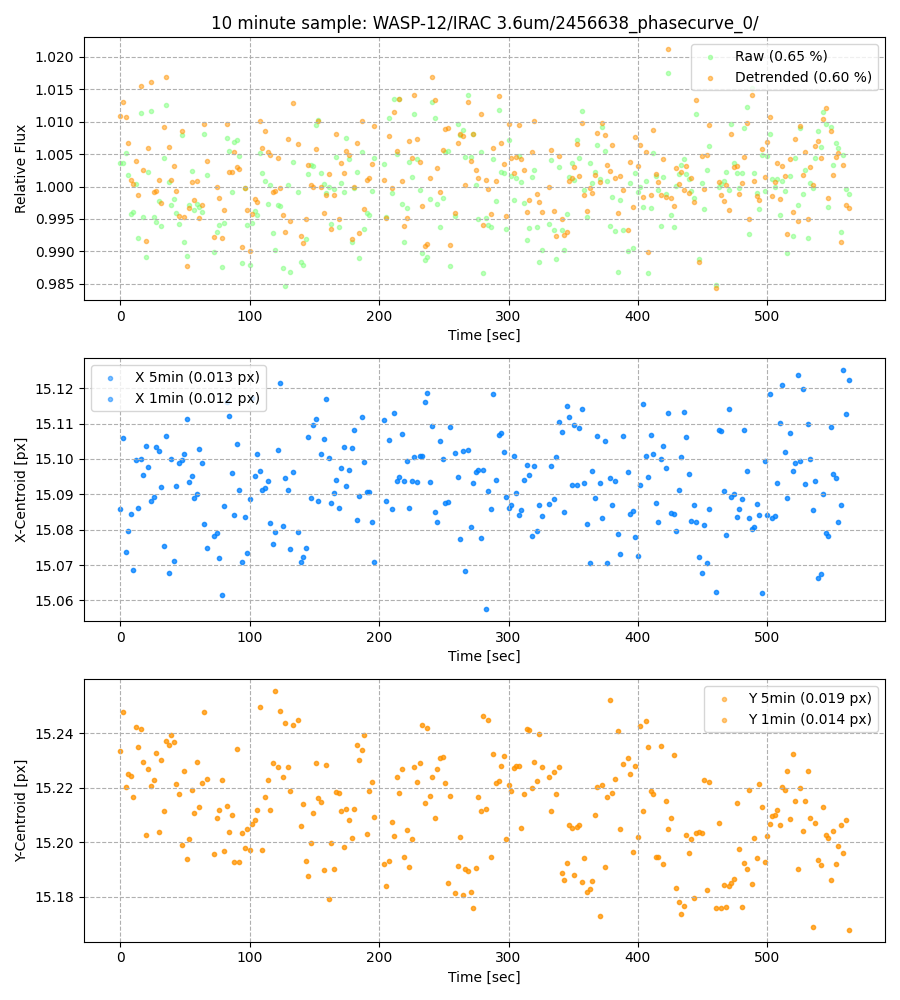 10 minute sample: WASP-12/IRAC 3.6um/2456638_phasecurve_0/
Relative Flux
1.020
1.015
1.010
1.005
1.000
0.995
0.990
0.985
Raw (0.65 %)
Detrended (0.60 %)
0 100 200 300 400 500
Time [sec]
X-Centroid [px]
15.12
15.11
15.10
15.09
15.08
15.07
15.06
X 5min (0.013 px)
X 1min (0.012 px)
0 100 200 300 400 500
Time [sec]
Y-Centroid [px]
15.24
15.22
15.20
15.18
Y 5min (0.019 px)
Y 1min (0.014 px)
0 100 200 300 400 500
Time [sec]